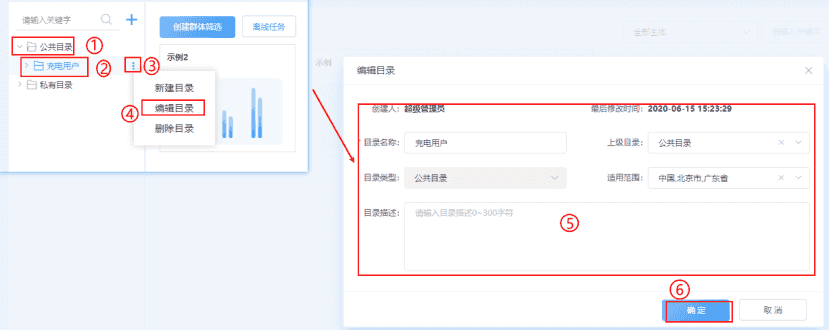 请输入关键字
+
创建群体筛选
离线任务
公共目录
①
充电用户
②
③
私有目录
示例2
新建目录
④
编辑目录
删除目录
示例
全部主体
请输入关键字
编辑目录
创建人: 超级管理员
最后修改时间: 2020-06-15 15:23:29
目录名称: 充电用户
上级目录: 公共目录
目录类型: 公共目录
适用范围: 中国,北京市,广东省
目录描述: 请输入目录描述0~300字符
⑤
⑥
确定
取消